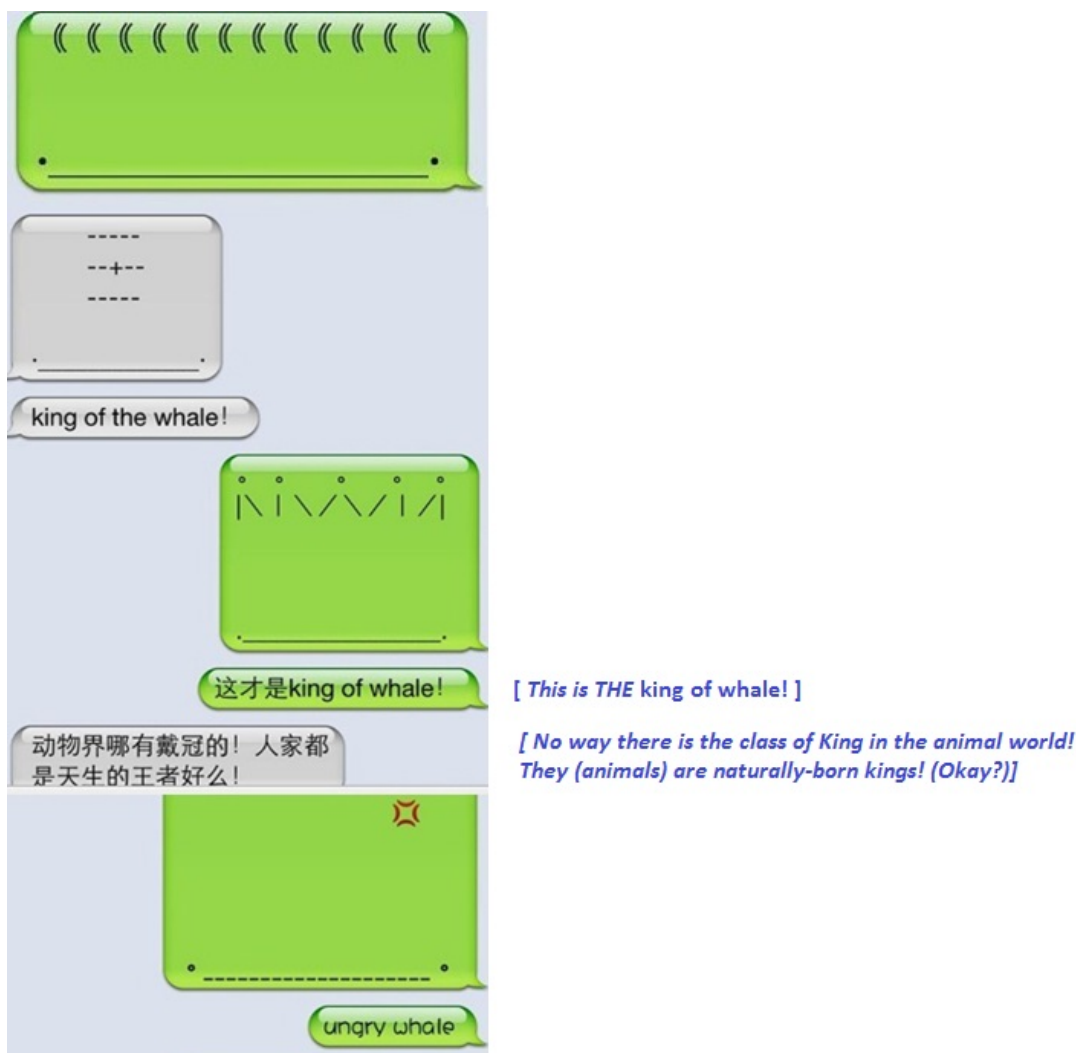 ⸨ ⸨ ⸨ ⸨ ⸨ ⸨ ⸨ ⸨ ⸨ ⸨ ⸨ ⸨
•______________________________•
-----
--+--
-----
.________________.
king of the whale!
° ° ° ° °
|\ | \ / \ / | /|
.____________________.
这才是king of whale!
[ This is THE king of whale! ]
动物界哪有戴冠的！人家都
是天生的王者好么！
[ No way there is the class of King in the animal world!
They (animals) are naturally-born kings! (Okay?)]
💢
° -------------------- °
ungry whale